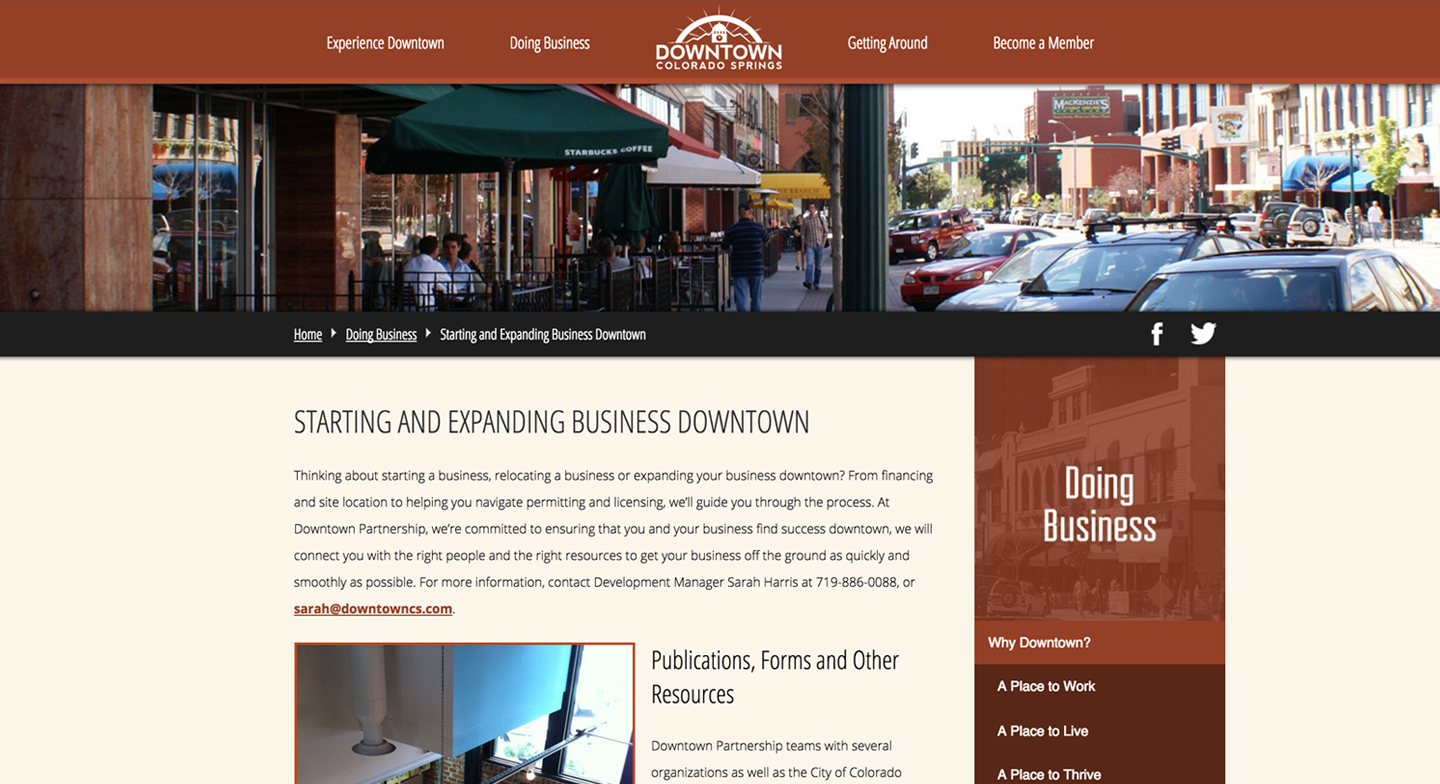 Experience Downtown
Doing Business
DOWNTOWN
COLORADO SPRINGS
Getting Around
Become a Member
STARBUCKS COFFEE
MACKENZIE'S
BRANCH
Home
Doing Business
Starting and Expanding Business Downtown
STARTING AND EXPANDING BUSINESS DOWNTOWN
Thinking about starting a business, relocating a business or expanding your business downtown? From financing
and site location to helping you navigate permitting and licensing, we’ll guide you through the process. At
Downtown Partnership, we’re committed to ensuring that you and your business find success downtown, we will
connect you with the right people and the right resources to get your business off the ground as quickly and
smoothly as possible. For more information, contact Development Manager Sarah Harris at 719-886-0088, or
sarah@downtowncs.com.
Publications, Forms and Other
Resources
Downtown Partnership teams with several
organizations as well as the City of Colorado
Doing
Business
Why Downtown?
A Place to Work
A Place to Live
A Place to Thrive